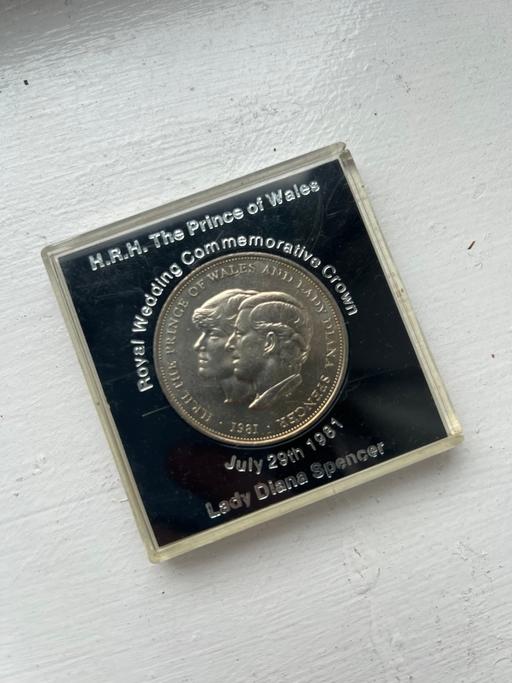 H.R.H. The Prince of Wales
Royal Wedding Commemorative Crown
H.R.H. THE PRINCE OF WALES AND LADY DIANA SPENCER
· 1981 ·
July 29th 1981
Lady Diana Spencer